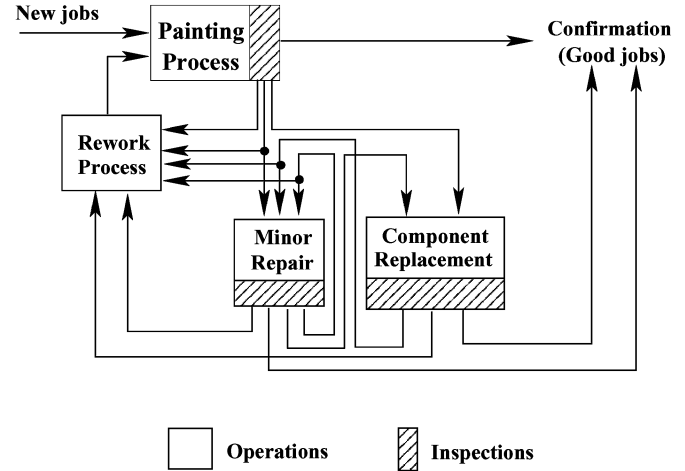 New jobs
Painting
Process
Confirmation
(Good jobs)
Rework
Process
Minor
Repair
Component
Replacement
Operations
Inspections